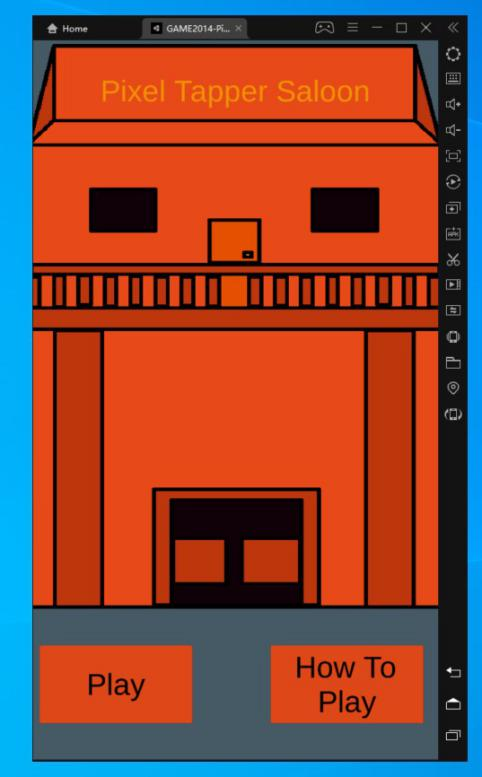 Home
GAME2014-Pi...
Pixel Tapper Saloon
Play
How To
Play